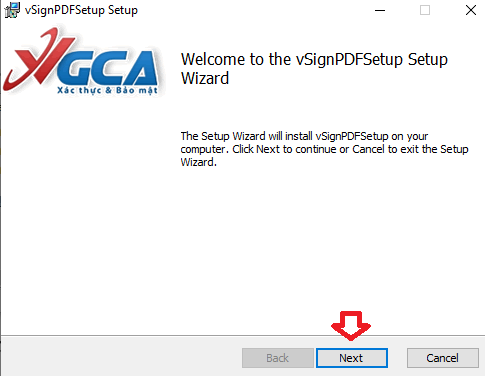 vSignPDFSetup Setup
VGCA
Xác thực & Bảo mật
Welcome to the vSignPDFSetup Setup
Wizard
The Setup Wizard will install vSignPDFSetup on your
computer. Click Next to continue or Cancel to exit the Setup
Wizard.
Back Next Cancel